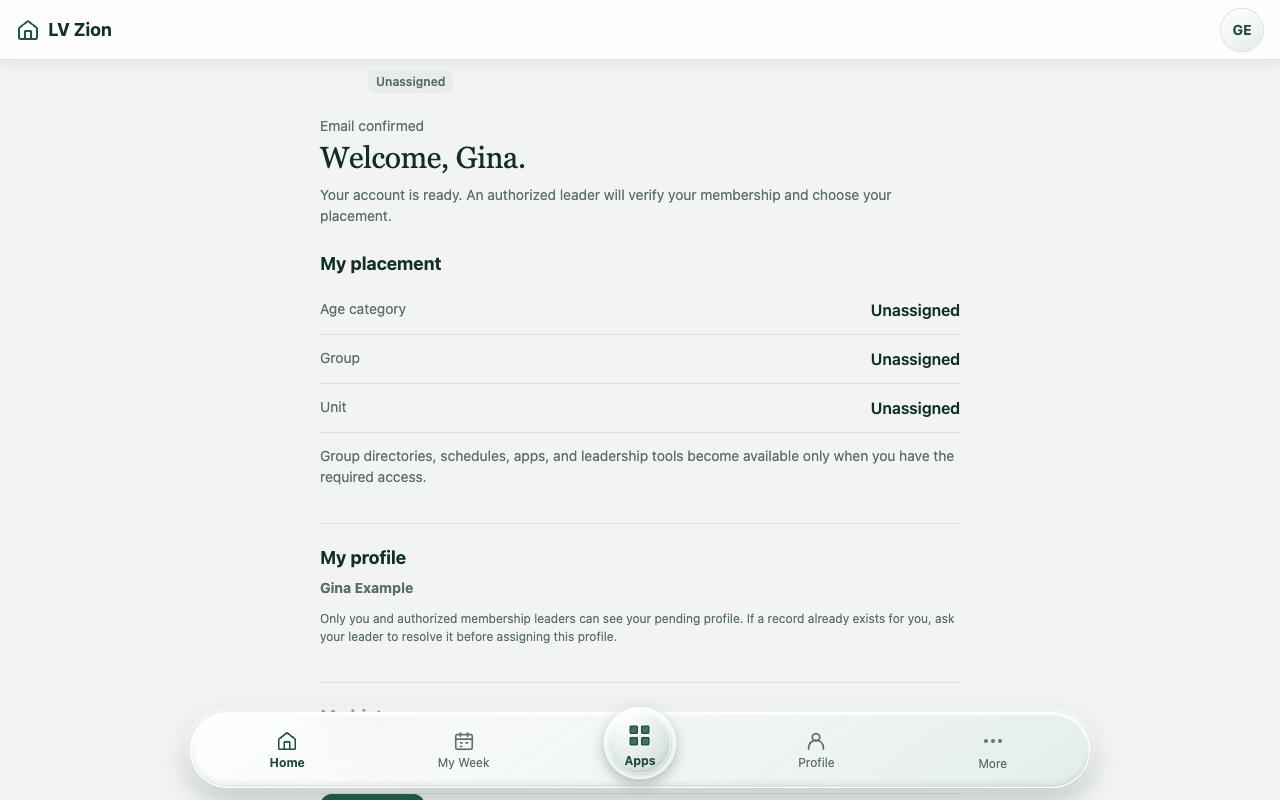 LV Zion
GE
Unassigned
Email confirmed
Welcome, Gina.
Your account is ready. An authorized leader will verify your membership and choose your
placement.
My placement
Age category
Unassigned
Group
Unassigned
Unit
Unassigned
Group directories, schedules, apps, and leadership tools become available only when you have the
required access.
My profile
Gina Example
Only you and authorized membership leaders can see your pending profile. If a record already exists for you, ask
your leader to resolve it before assigning this profile.
Home
My Week
Apps
Profile
More